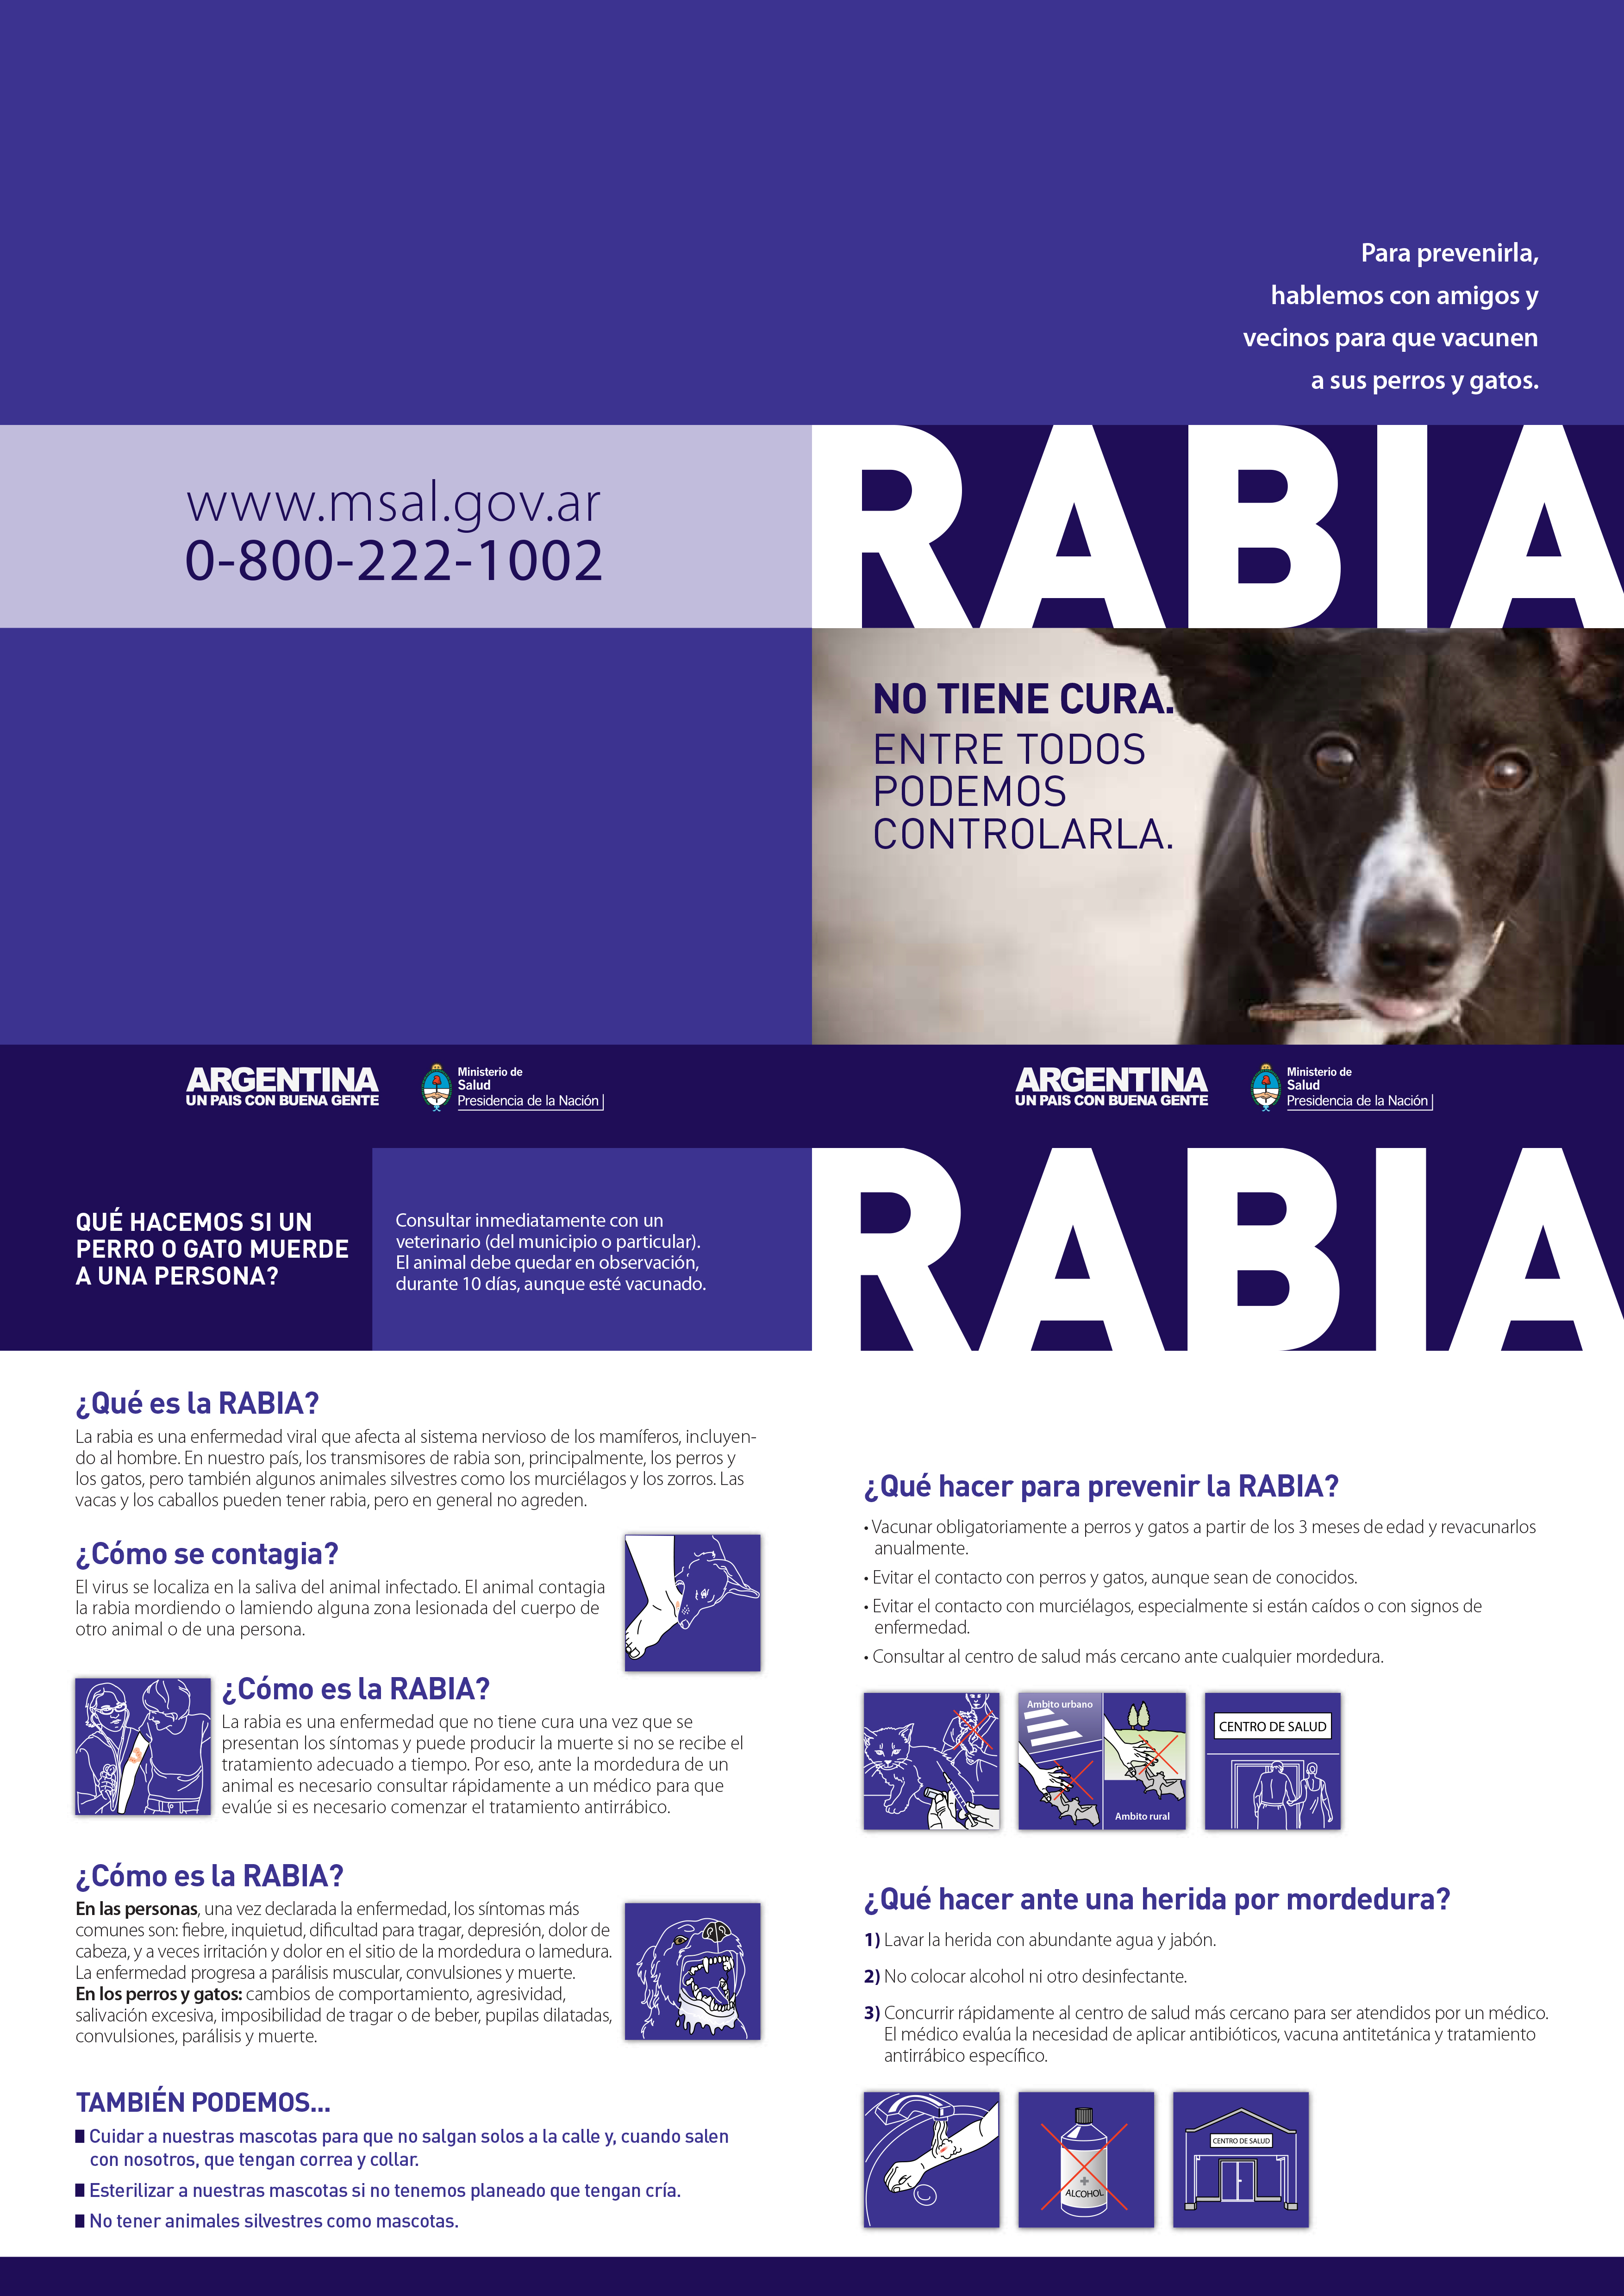 Para prevenirla,
hablemos con amigos y
vecinos para que vacunen
a sus perros y gatos.
www.msal.gov.ar
0-800-222-1002
RABIA
NO TIENE CURA.
ENTRE TODOS
PODEMOS
CONTROLARLA.
ARGENTINA
UN PAIS CON BUENA GENTE
Ministerio de
Salud
Presidencia de la Nación
ARGENTINA
UN PAIS CON BUENA GENTE
Ministerio de
Salud
Presidencia de la Nación
QUÉ HACEMOS SI UN
PERRO O GATO MUERDE
A UNA PERSONA?
Consultar inmediatamente con un
veterinario (del municipio o particular).
El animal debe quedar en observación,
durante 10 días, aunque esté vacunado.
RABIA
¿Qué es la RABIA?
La rabia es una enfermedad viral que afecta al sistema nervioso de los mamíferos, incluyen-
do al hombre. En nuestro país, los transmisores de rabia son, principalmente, los perros y
los gatos, pero también algunos animales silvestres como los murciélagos y los zorros. Las
vacas y los caballos pueden tener rabia, pero en general no agreden.
¿Cómo se contagia?
El virus se localiza en la saliva del animal infectado. El animal contagia
la rabia mordiendo o lamiendo alguna zona lesionada del cuerpo de
otro animal o de una persona.
¿Cómo es la RABIA?
La rabia es una enfermedad que no tiene cura una vez que se
presentan los síntomas y puede producir la muerte si no se recibe el
tratamiento adecuado a tiempo. Por eso, ante la mordedura de un
animal es necesario consultar rápidamente a un médico para que
evalúe si es necesario comenzar el tratamiento antirrábico.
¿Cómo es la RABIA?
En las personas, una vez declarada la enfermedad, los síntomas más
comunes son: fiebre, inquietud, dificultad para tragar, depresión, dolor de
cabeza, y a veces irritación y dolor en el sitio de la mordedura o lamedura.
La enfermedad progresa a parálisis muscular, convulsiones y muerte.
En los perros y gatos: cambios de comportamiento, agresividad,
salivación excesiva, imposibilidad de tragar o de beber, pupilas dilatadas,
convulsiones, parálisis y muerte.
TAMBIÉN PODEMOS...
Cuidar a nuestras mascotas para que no salgan solos a la calle y, cuando salen
con nosotros, que tengan correa y collar.
Esterilizar a nuestras mascotas si no tenemos planeado que tengan cría.
No tener animales silvestres como mascotas.
¿Qué hacer para prevenir la RABIA?
• Vacunar obligatoriamente a perros y gatos a partir de los 3 meses de edad y revacunarlos
anualmente.
• Evitar el contacto con perros y gatos, aunque sean de conocidos.
• Evitar el contacto con murciélagos, especialmente si están caídos o con signos de
enfermedad.
• Consultar al centro de salud más cercano ante cualquier mordedura.
Ambito urbano
Ambito rural
CENTRO DE SALUD
¿Qué hacer ante una herida por mordedura?
1) Lavar la herida con abundante agua y jabón.
2) No colocar alcohol ni otro desinfectante.
3) Concurrir rápidamente al centro de salud más cercano para ser atendidos por un médico.
El médico evalúa la necesidad de aplicar antibióticos, vacuna antitetánica y tratamiento
antirrábico específico.
ALCOHOL
CENTRO DE SALUD